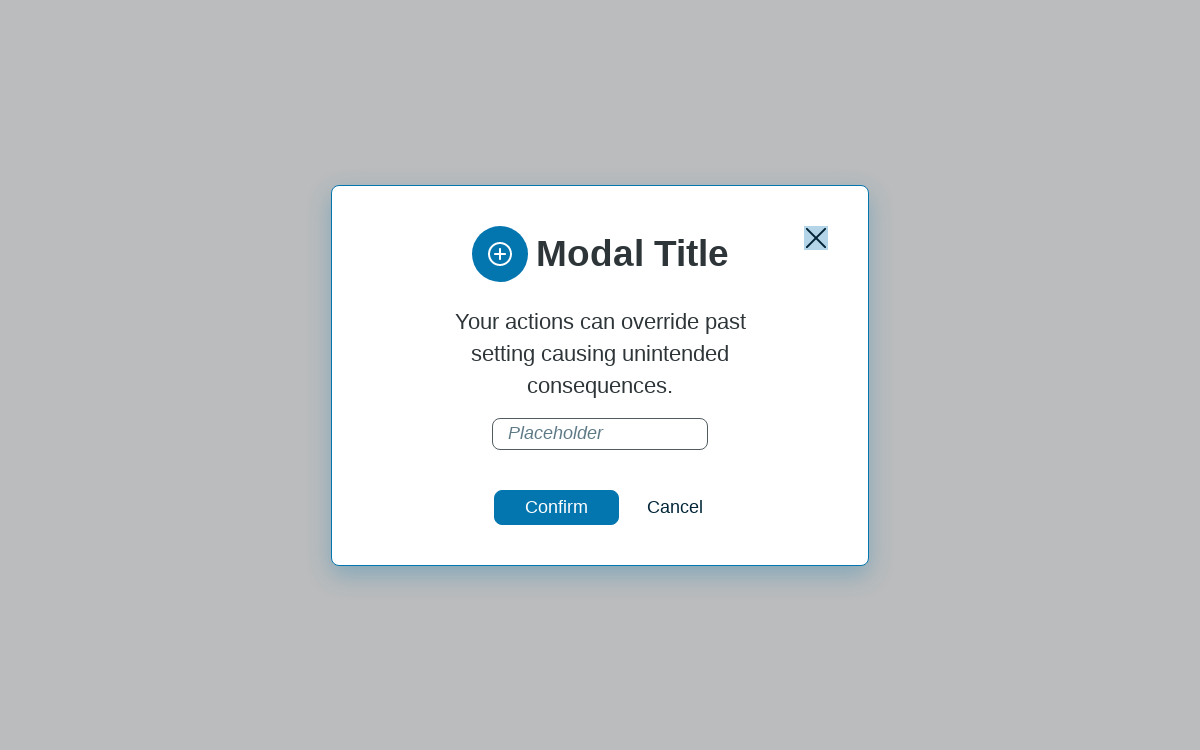 Modal Title
Your actions can override past
setting causing unintended
consequences.
Placeholder
Confirm
Cancel